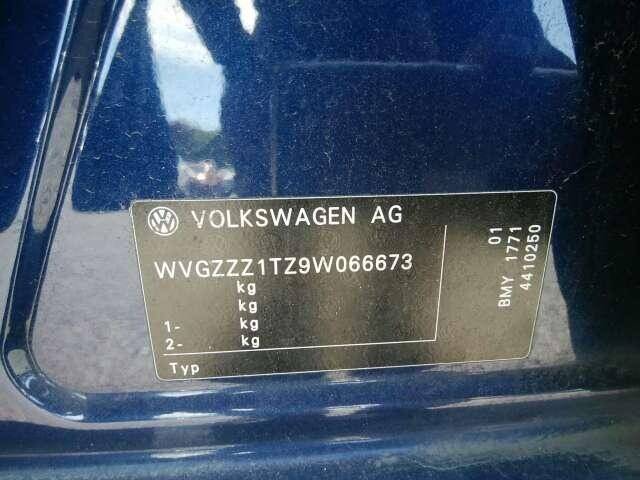 VOLKSWAGEN AG
WVGZZZ1TZ9W066673
kg
kg
1- kg
2- kg
Typ
01
BMY 1771
4410250